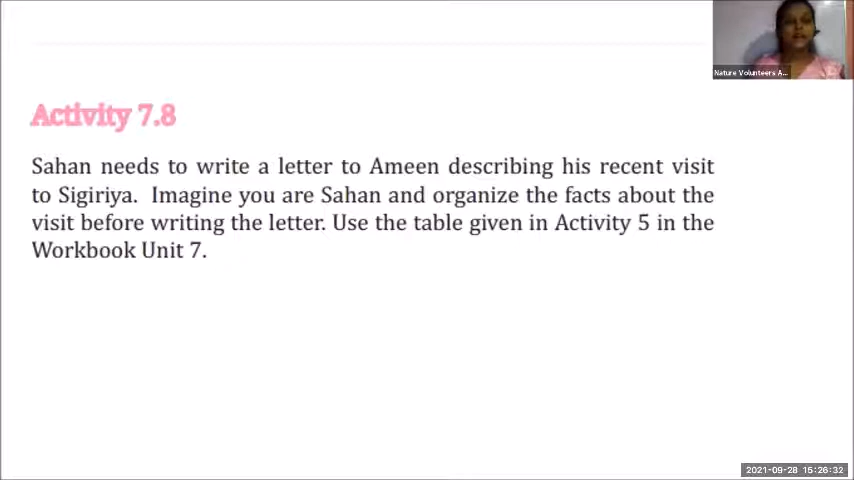 Nature Volunteers A...
Activity 7.8
Sahan needs to write a letter to Ameen describing his recent visit
to Sigiriya. Imagine you are Sahan and organize the facts about the
visit before writing the letter. Use the table given in Activity 5 in the
Workbook Unit 7.
2021-09-28 15:26:32